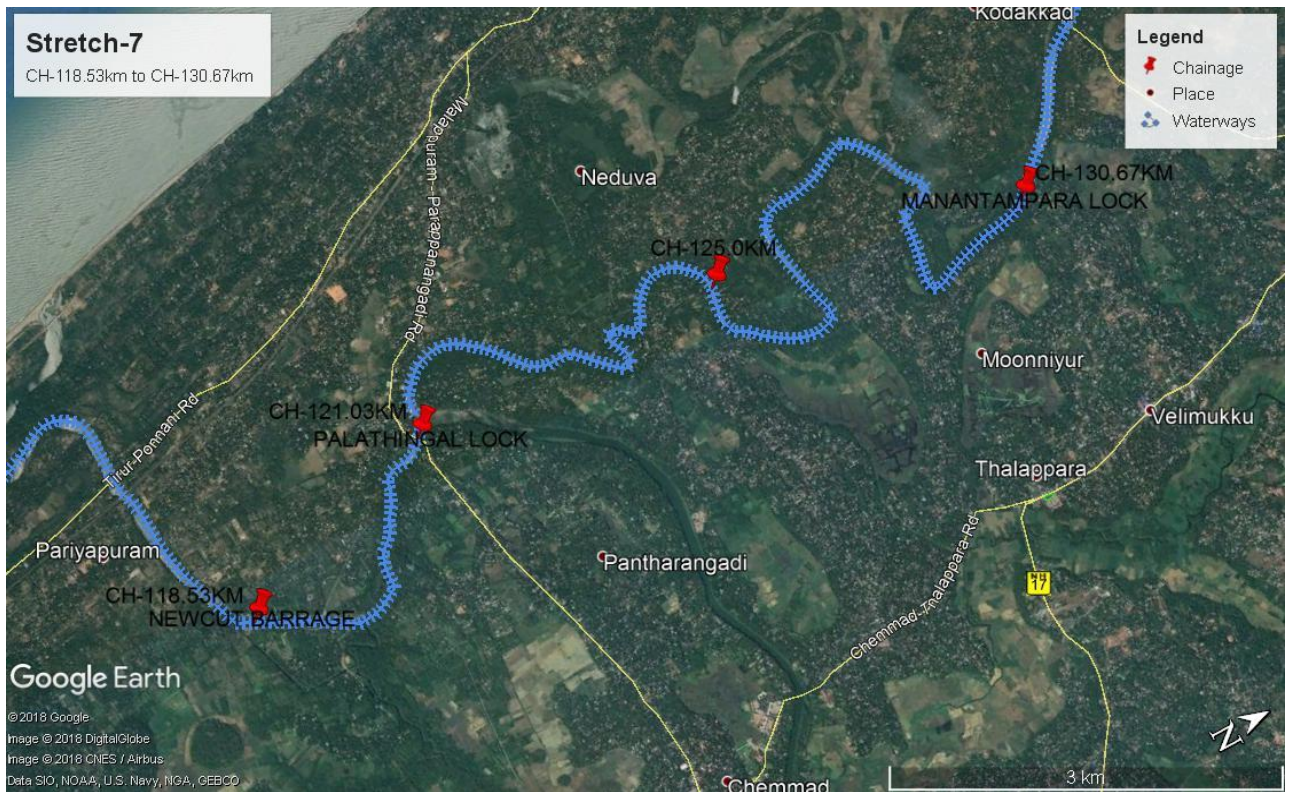 Stretch-7
CH-118.53km to CH-130.67km
Kodakkad
Legend
Chainage
Place
Waterways
Malappuram - Parappanangadi Rd
Neduva
CH-130.67KM
MANANTAMPARA LOCK
CH-125.0KM
Moonniyur
CH-121.03KM
PALATHINGAL LOCK
Velimukku
Tirur-Ponnani Rd
Thalappara
Pariyapuram
Pantharangadi
NH
17
CH-118.53KM
NEWCUT BARRAGE
Chemmad-Thalappara Rd
Google Earth
© 2018 Google
Image © 2018 DigitalGlobe
Image © 2018 CNES / Airbus
Data SIO, NOAA, U.S. Navy, NGA, GEBCO
N
3 km
Chemmad